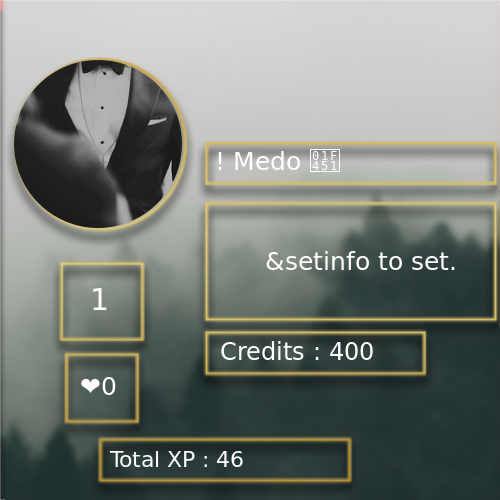 ! Medo 👑
&setinfo to set.
1
Credits : 400
❤0
Total XP : 46